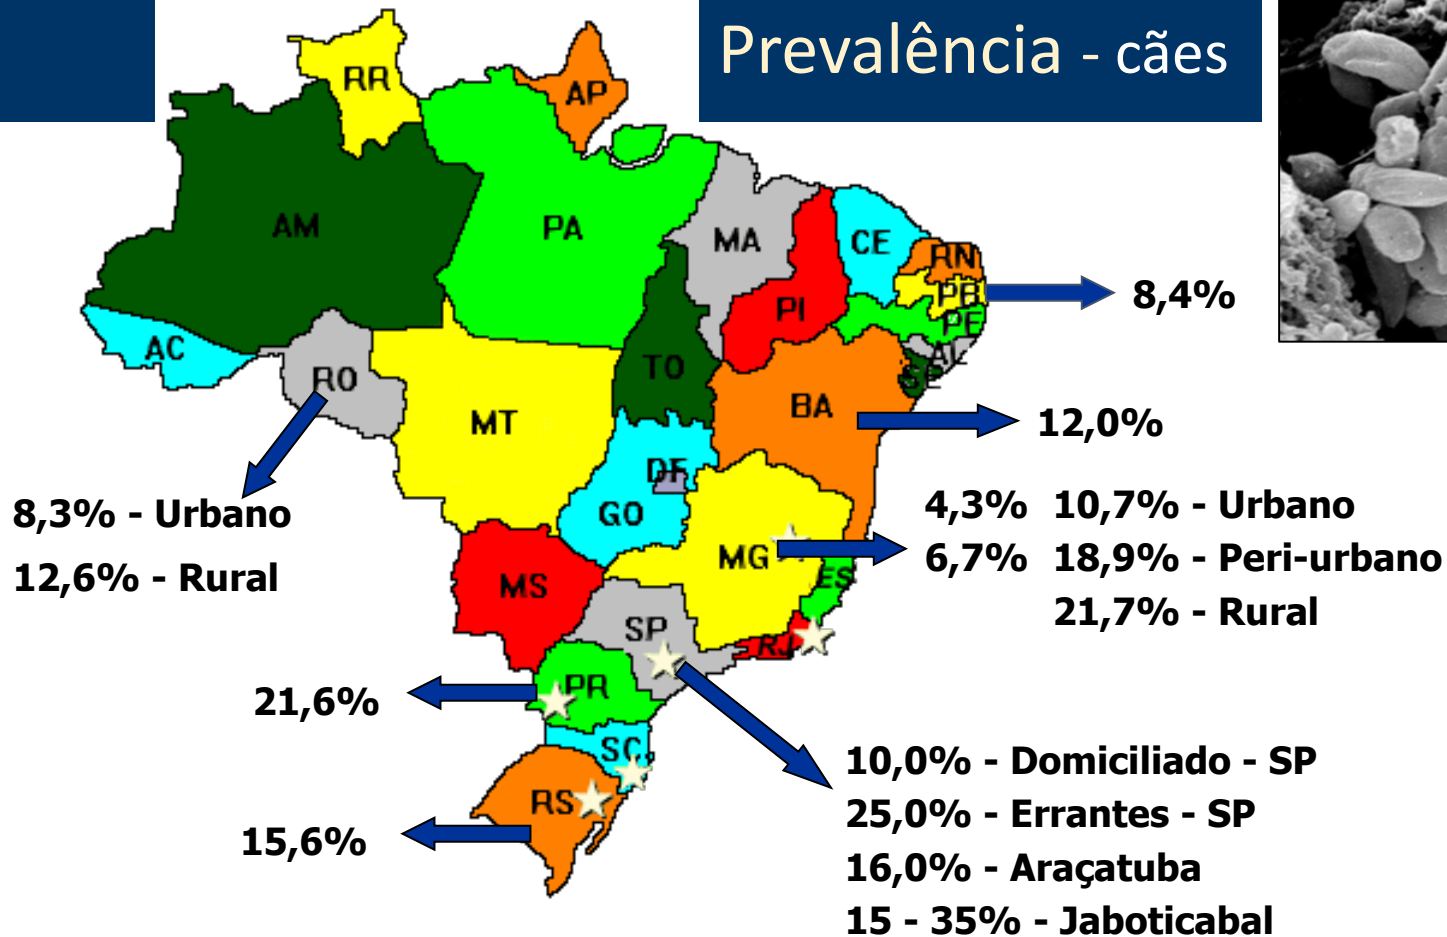 Prevalência - cães
RR
AP
AM
PA
MA
CE
RN
PB
8,4%
PI
PE
AC
AL
TO
SE
RO
BA
MT
12,0%
DF
8,3% - Urbano
GO
4,3% 10,7% - Urbano
MG
6,7% 18,9% - Peri-urbano
12,6% - Rural
MS
ES
21,7% - Rural
SP
RJ
21,6%
PR
SC
10,0% - Domiciliado - SP
RS
25,0% - Errantes - SP
15,6%
16,0% - Araçatuba
15 - 35% - Jaboticabal